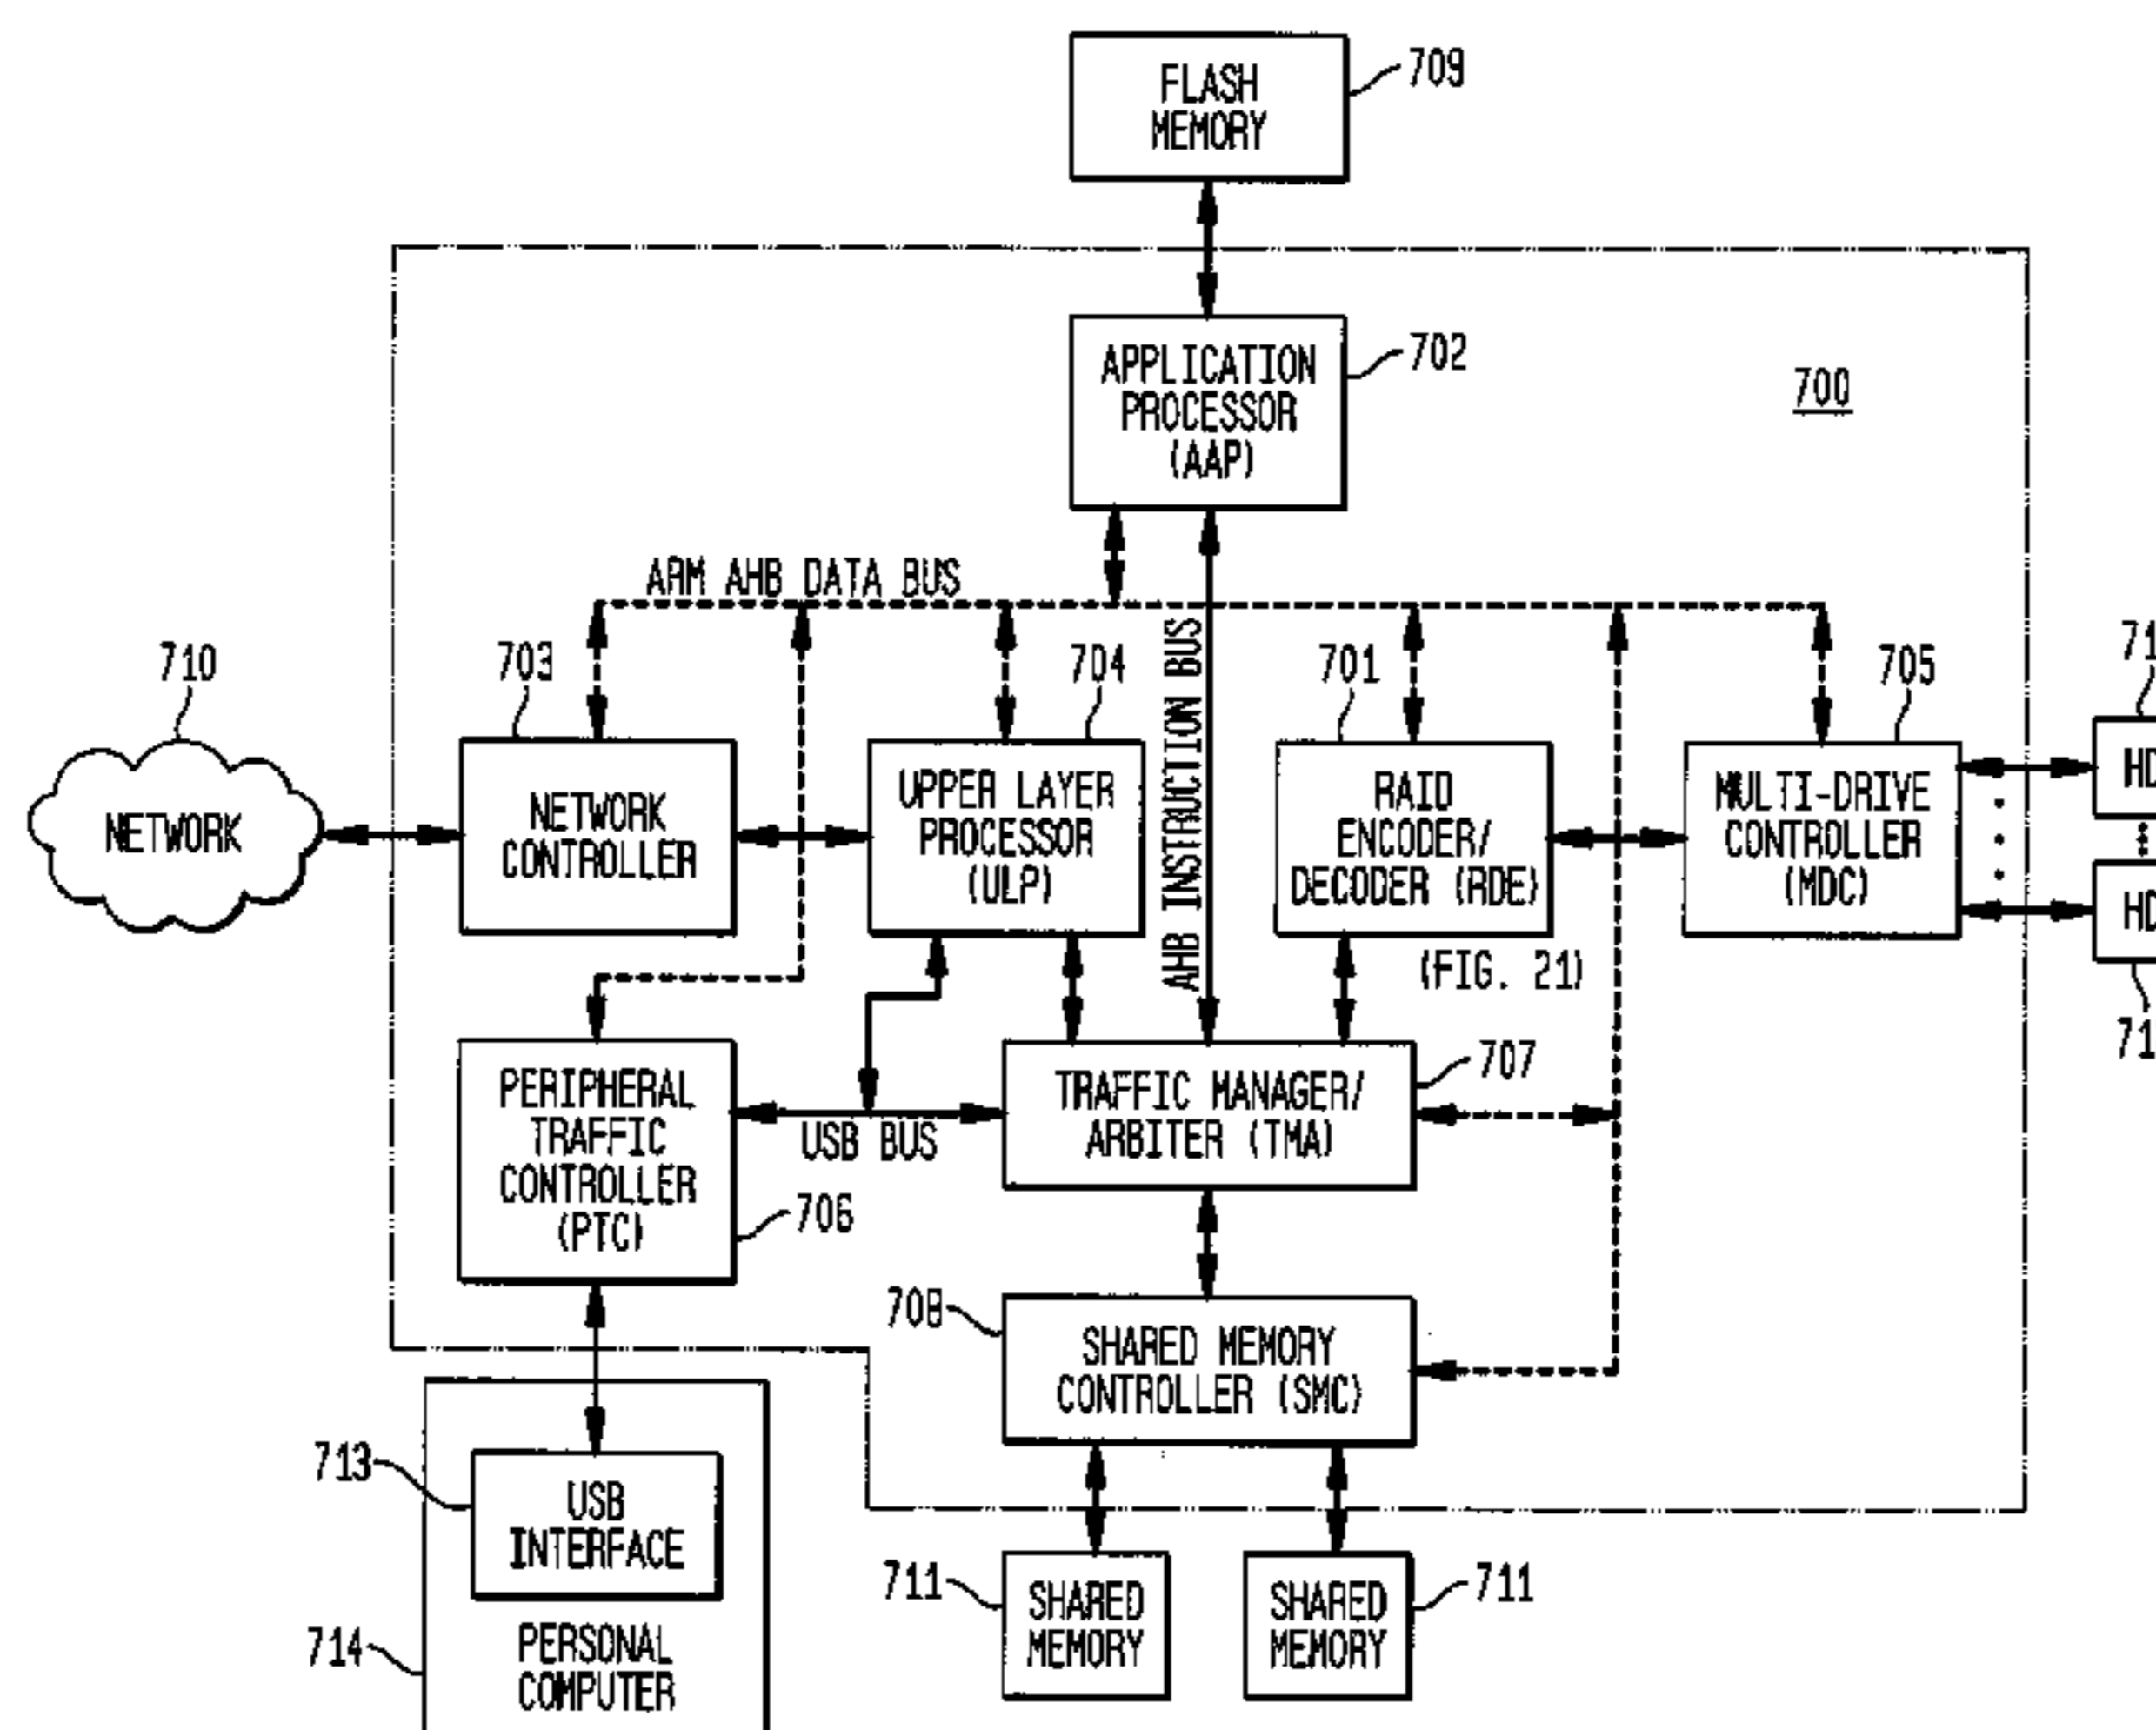 FLASH
MEMORY
709
APPLICATION
PROCESSOR
(AAP)
702
700
ARM AHB DATA BUS
710
703
704
AHB INSTRUCTION BUS
701
705
NETWORK
NETWORK
CONTROLLER
UPPER LAYER
PROCESSOR
(ULP)
RAID
ENCODER/
DECODER (RDE)
(FIG. 21)
MULTI-DRIVE
CONTROLLER
(MDC)
PERIPHERAL
TRAFFIC
CONTROLLER
(PTC)
706
USB BUS
TRAFFIC MANAGER/
ARBITER (TMA)
707
708
SHARED MEMORY
CONTROLLER (SMC)
713
USB
INTERFACE
714
PERSONAL
COMPUTER
711
SHARED
MEMORY
SHARED
MEMORY
711